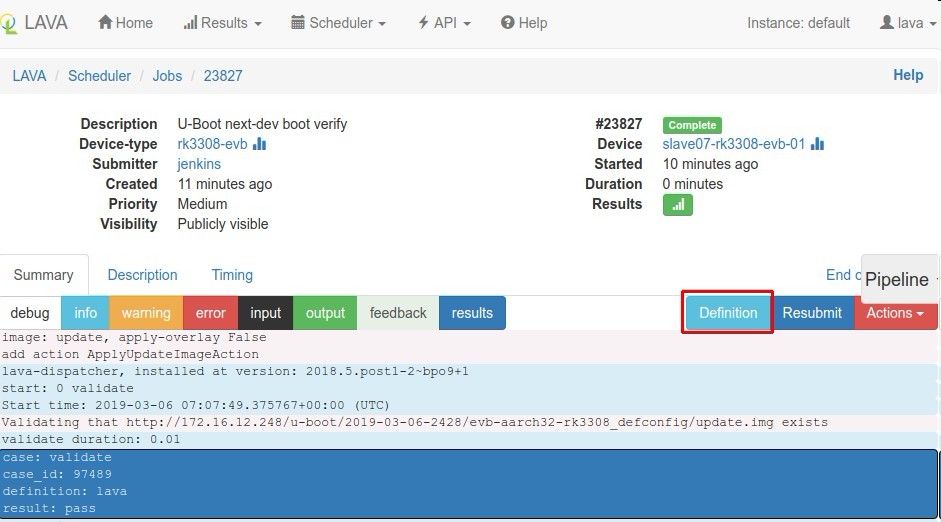 LAVA Home Results Scheduler API Help Instance: default lava
LAVA / Scheduler / Jobs / 23827 Help
Description U-Boot next-dev boot verify #23827 Complete
Device-type rk3308-evb Device slave07-rk3308-evb-01
Submitter jenkins Started 10 minutes ago
Created 11 minutes ago Duration 0 minutes
Priority Medium Results
Visibility Publicly visible
Summary Description Timing End Pipeline
debug info warning error input output feedback results Definition Resubmit Actions
image: update, apply-overlay False
add action ApplyUpdateImageAction
lava-dispatcher, installed at version: 2018.5.post1-2~bpo9+1
start: 0 validate
Start time: 2019-03-06 07:07:49.375767+00:00 (UTC)
Validating that http://172.16.12.248/u-boot/2019-03-06-2428/evb-aarch32-rk3308_defconfig/update.img exists
validate duration: 0.01
case: validate
case_id: 97489
definition: lava
result: pass